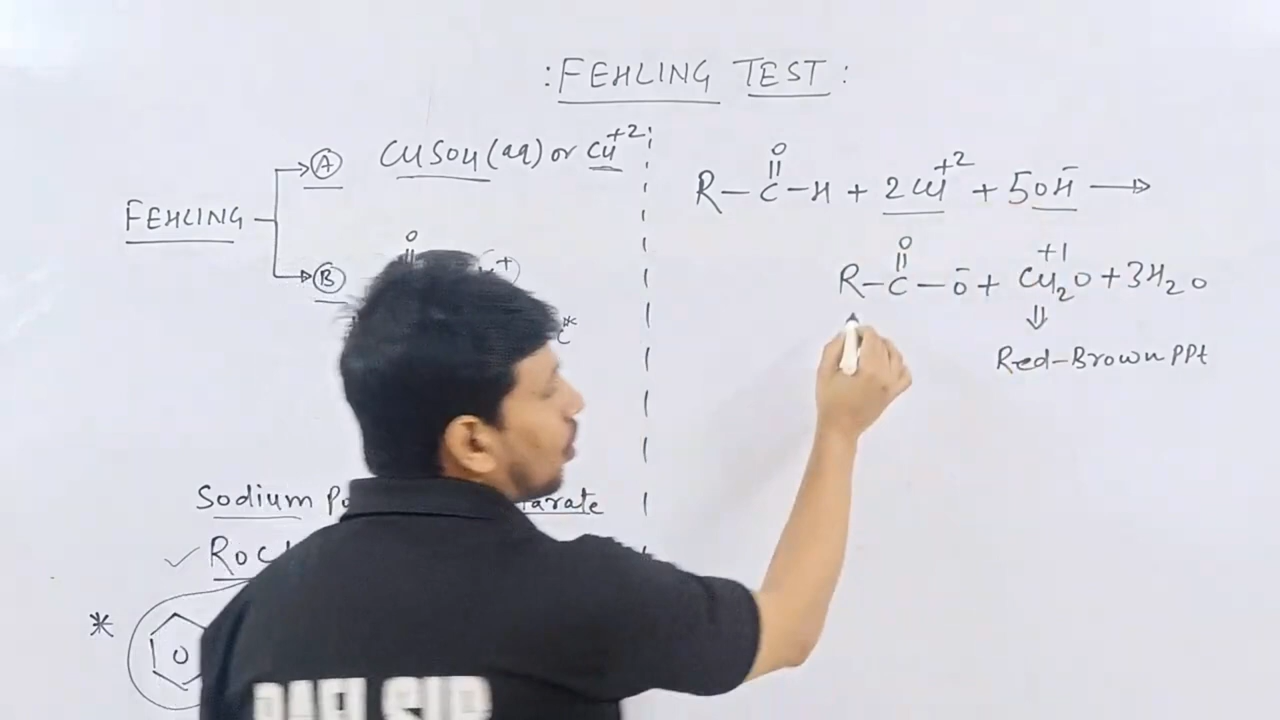 : FEHLING TEST :
FEHLING
A CuSO4 (aq) or Cu+2
B
O
Sodium
tarate
✓ Roc
*
O
O
R–C–H + 2Cu+2 + 5OH⁻ →
O +1
R–C–O⁻ + Cu2O + 3H2O
⇓
Red-Brown PPt